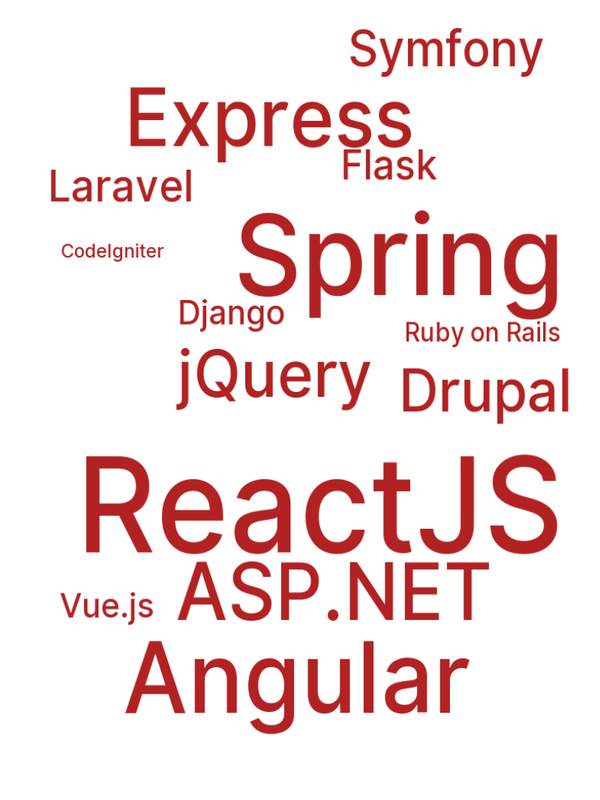 Symfony
Express
Flask
Laravel
Spring
CodeIgniter
Django
Ruby on Rails
jQuery
Drupal
ReactJS
ASP.NET
Vue.js
Angular